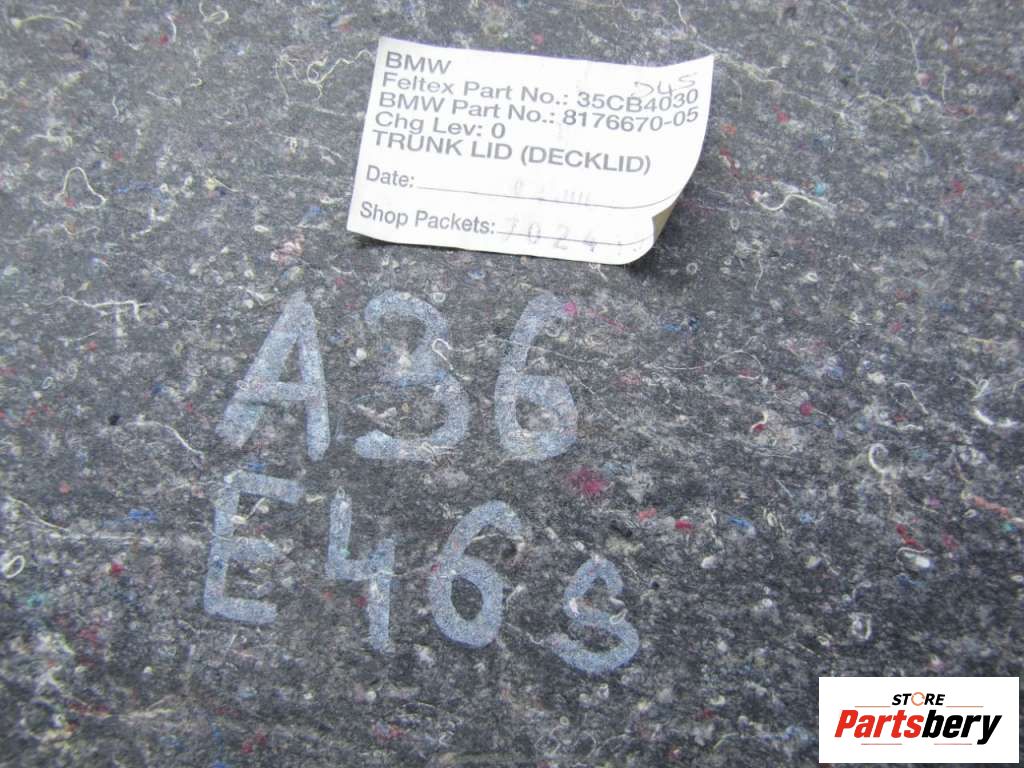 BMW
Feltex Part No.: 35CB4030
BMW Part No.: 8176670-05
Chg Lev: 0
TRUNK LID (DECKLID)
Date:
Shop Packets: 7024
A36
E46s
STORE
Partsbery